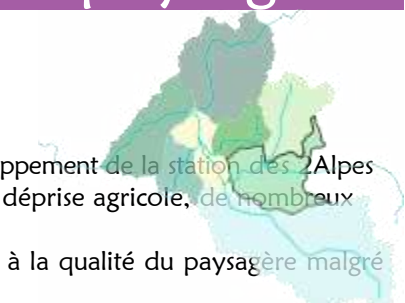 ppement de la station des 2Alpes
déprise agricole, de nombreux
à la qualité du paysagère malgré